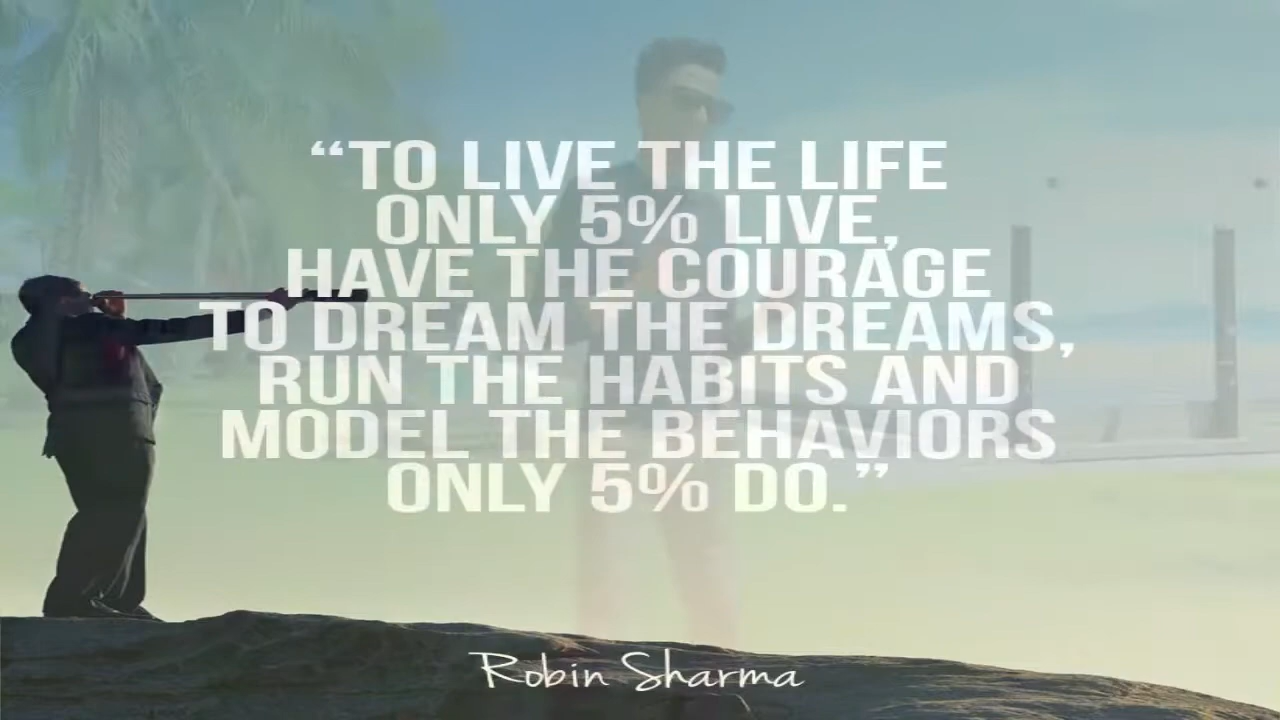 “TO LIVE THE LIFE
ONLY 5% LIVE,
HAVE THE COURAGE
TO DREAM THE DREAMS,
RUN THE HABITS AND
MODEL THE BEHAVIORS
ONLY 5% DO.”
Robin Sharma